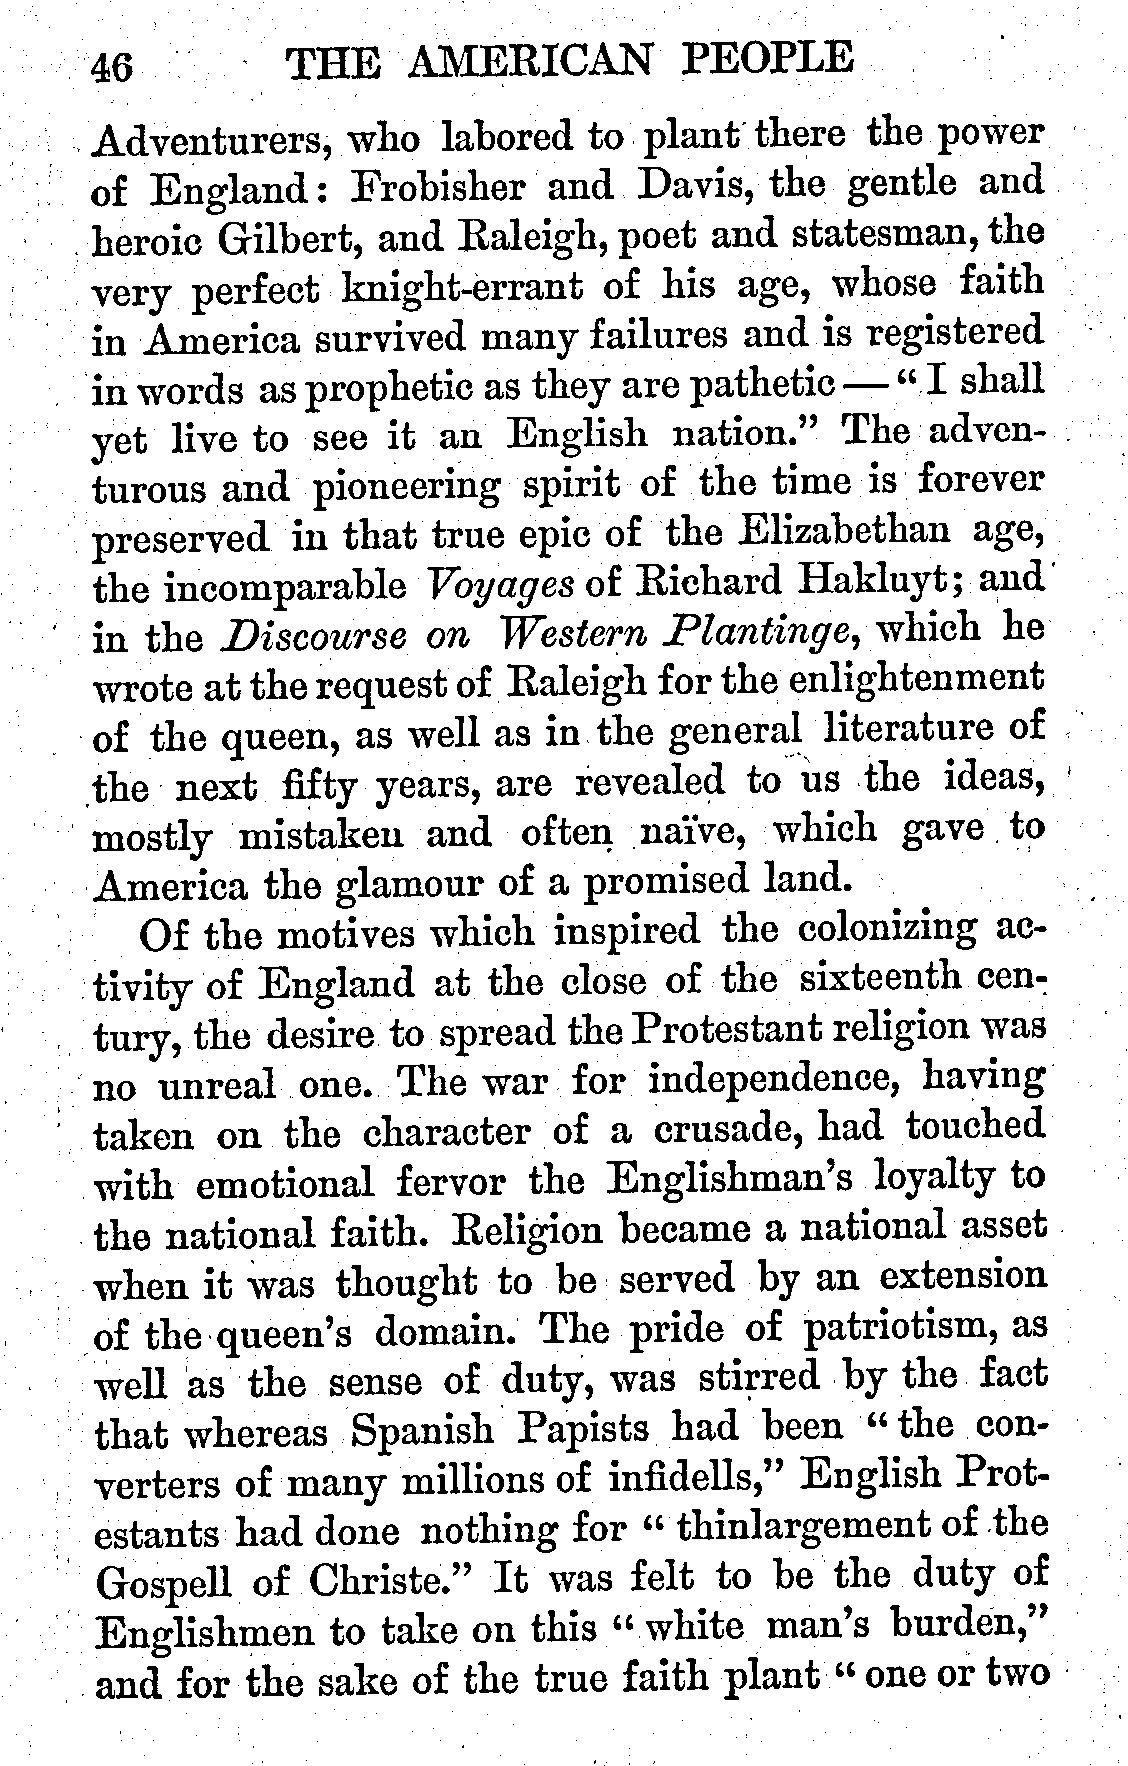 46 THE AMERICAN PEOPLE
Adventurers, who labored to plant there the power
of England: Frobisher and Davis, the gentle and
heroic Gilbert, and Raleigh, poet and statesman, the
very perfect knight-errant of his age, whose faith
in America survived many failures and is registered
in words as prophetic as they are pathetic — “I shall
yet live to see it an English nation.” The adven-
turous and pioneering spirit of the time is forever
preserved in that true epic of the Elizabethan age,
the incomparable Voyages of Richard Hakluyt; and
in the Discourse on Western Plantinge, which he
wrote at the request of Raleigh for the enlightenment
of the queen, as well as in the general literature of
the next fifty years, are revealed to us the ideas,
mostly mistaken and often naïve, which gave to
America the glamour of a promised land.
Of the motives which inspired the colonizing ac-
tivity of England at the close of the sixteenth cen-
tury, the desire to spread the Protestant religion was
no unreal one. The war for independence, having
taken on the character of a crusade, had touched
with emotional fervor the Englishman’s loyalty to
the national faith. Religion became a national asset
when it was thought to be served by an extension
of the queen’s domain. The pride of patriotism, as
well as the sense of duty, was stirred by the fact
that whereas Spanish Papists had been “the con-
verters of many millions of infidells,” English Prot-
estants had done nothing for “thinlargement of the
Gospell of Christe.” It was felt to be the duty of
Englishmen to take on this “white man’s burden,”
and for the sake of the true faith plant “one or two